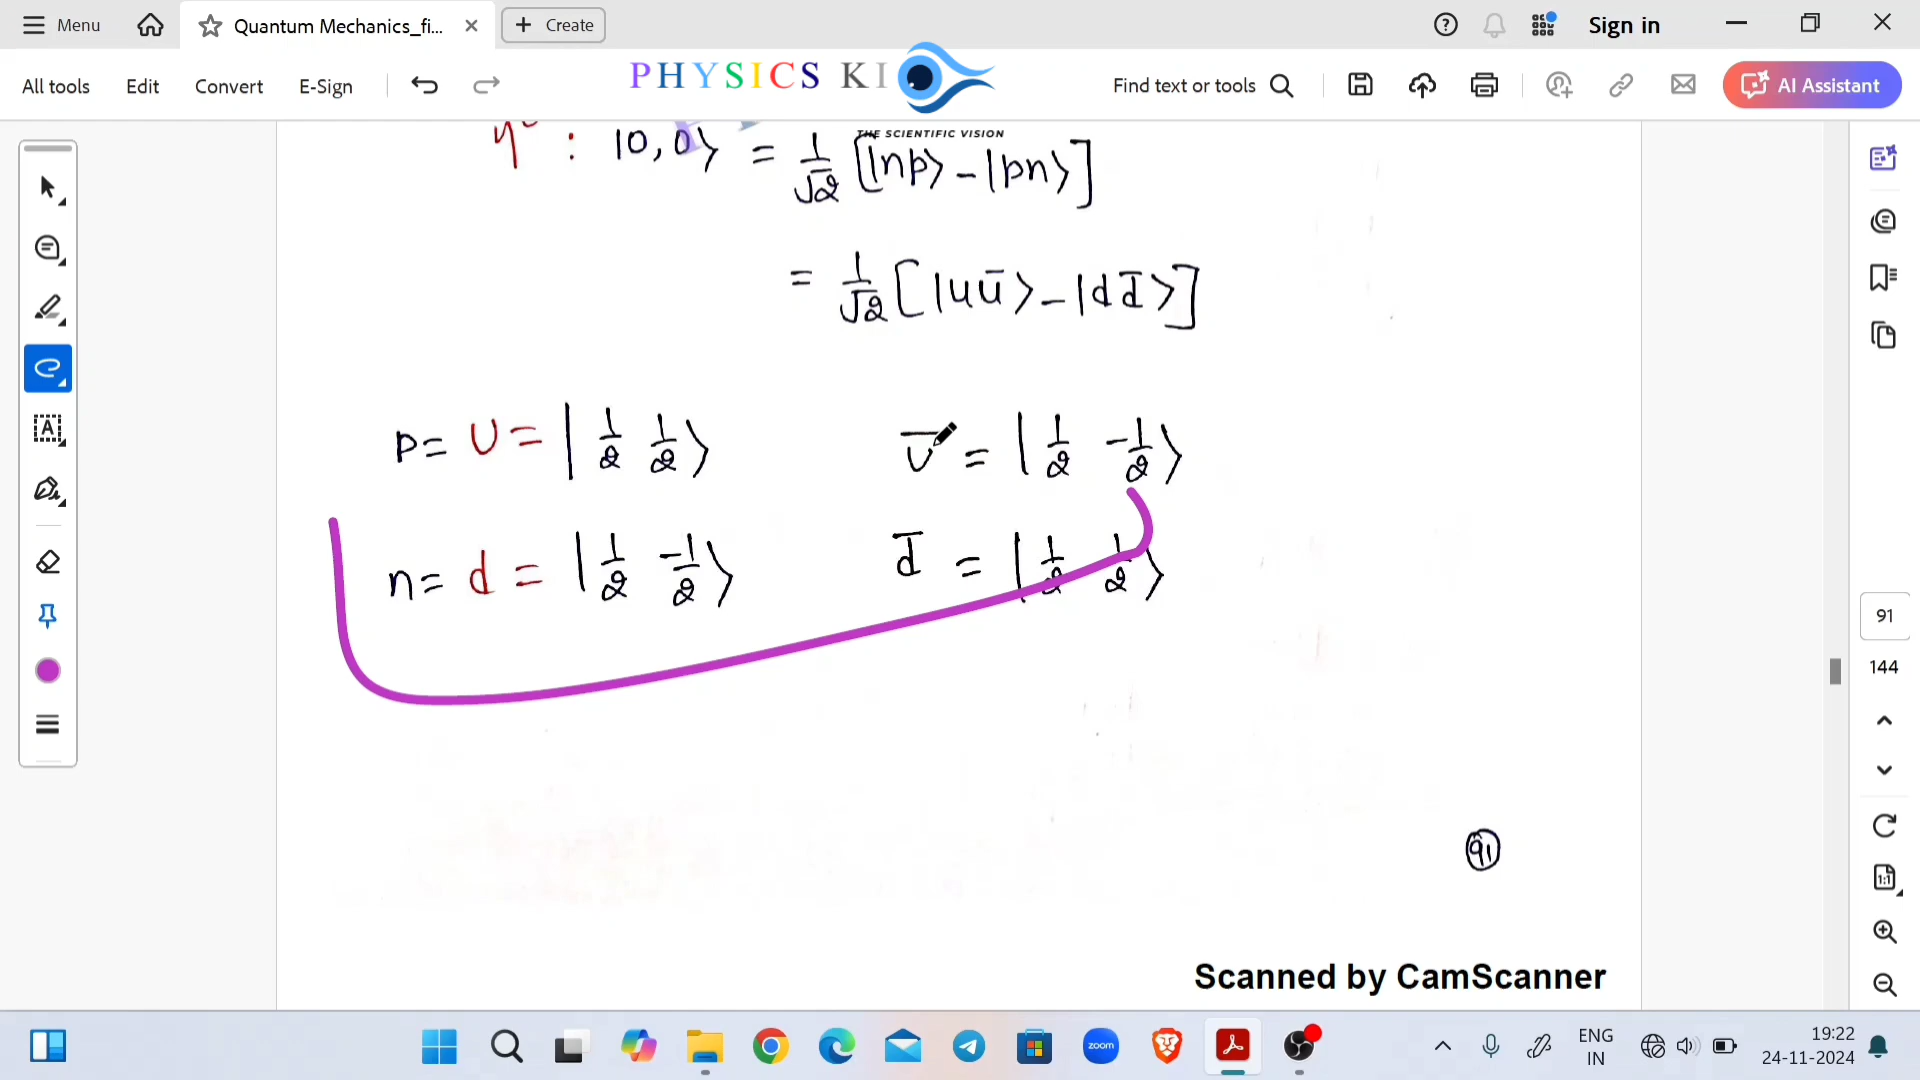 Menu Quantum Mechanics_fi... Create Sign in
All tools Edit Convert E-Sign PHYSICS KI Find text or tools AI Assistant
THE SCIENTIFIC VISION
η⁰ : |0,0⟩ = 1/√2 [|np⟩ - |pn⟩]
= 1/√2 [|uū⟩ - |dd̄⟩]
P = U = | 1/2 1/2 ⟩ Ū = | 1/2 -1/2 ⟩
n = d = | 1/2 -1/2 ⟩ d̄ = | 1/2 1/2 ⟩
91
144
91
Scanned by CamScanner
zoom
ENG
IN
19:22
24-11-2024